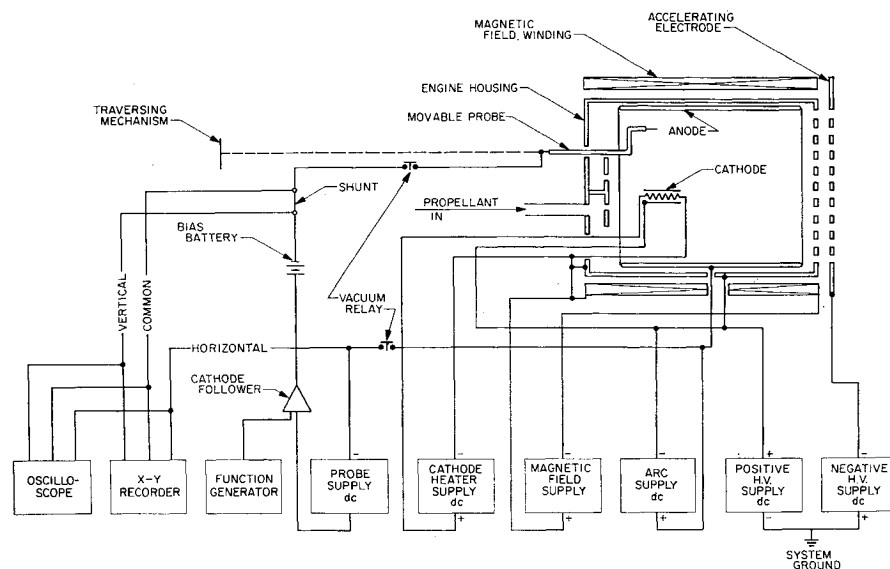 MAGNETIC
FIELD, WINDING
ACCELERATING
ELECTRODE
ENGINE HOUSING
TRAVERSING
MECHANISM
MOVABLE PROBE
ANODE
CATHODE
SHUNT
PROPELLANT
IN
BIAS
BATTERY
VERTICAL
COMMON
VACUUM
RELAY
HORIZONTAL
CATHODE
FOLLOWER
OSCILLO-
SCOPE
X-Y
RECORDER
FUNCTION
GENERATOR
-
PROBE
SUPPLY
dc
+
-
CATHODE
HEATER
SUPPLY
dc
+
-
MAGNETIC
FIELD
SUPPLY
+
-
ARC
SUPPLY
dc
+
+
POSITIVE
H.V.
SUPPLY
dc
-
-
NEGATIVE
H.V.
SUPPLY
dc
+
SYSTEM
GROUND